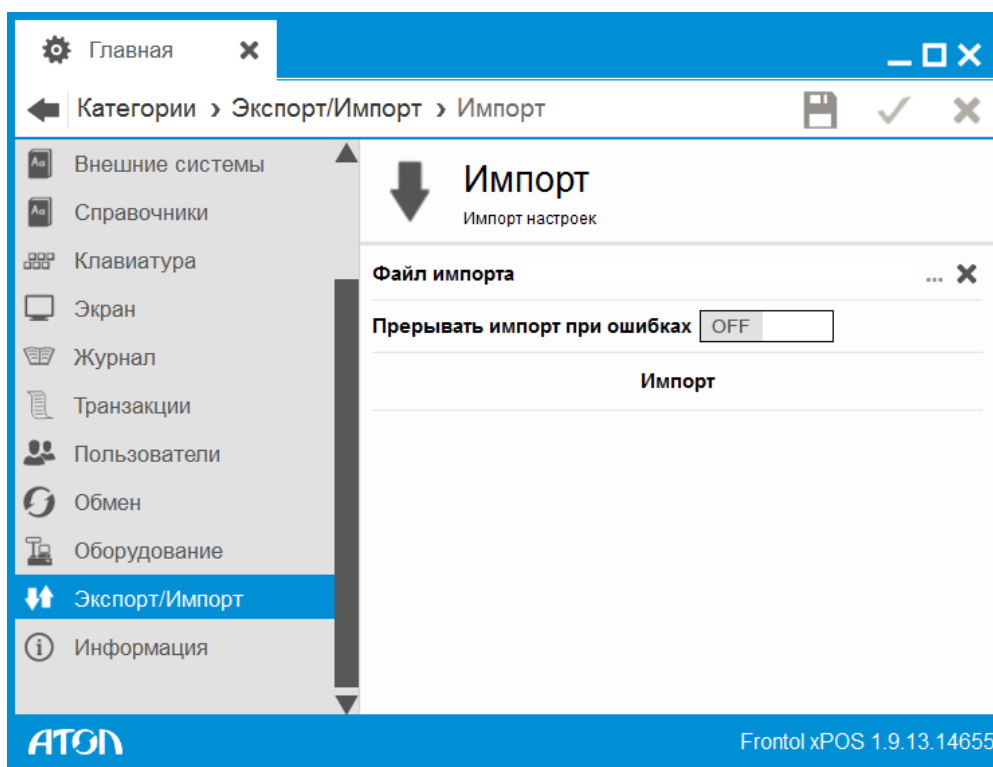 Главная
Категории › Экспорт/Импорт › Импорт
Внешние системы
Справочники
Клавиатура
Экран
Журнал
Транзакции
Пользователи
Обмен
Оборудование
Экспорт/Импорт
Информация
Импорт
Импорт настроек
Файл импорта ...
Прерывать импорт при ошибках OFF
Импорт
АТОЛ
Frontol xPOS 1.9.13.14655